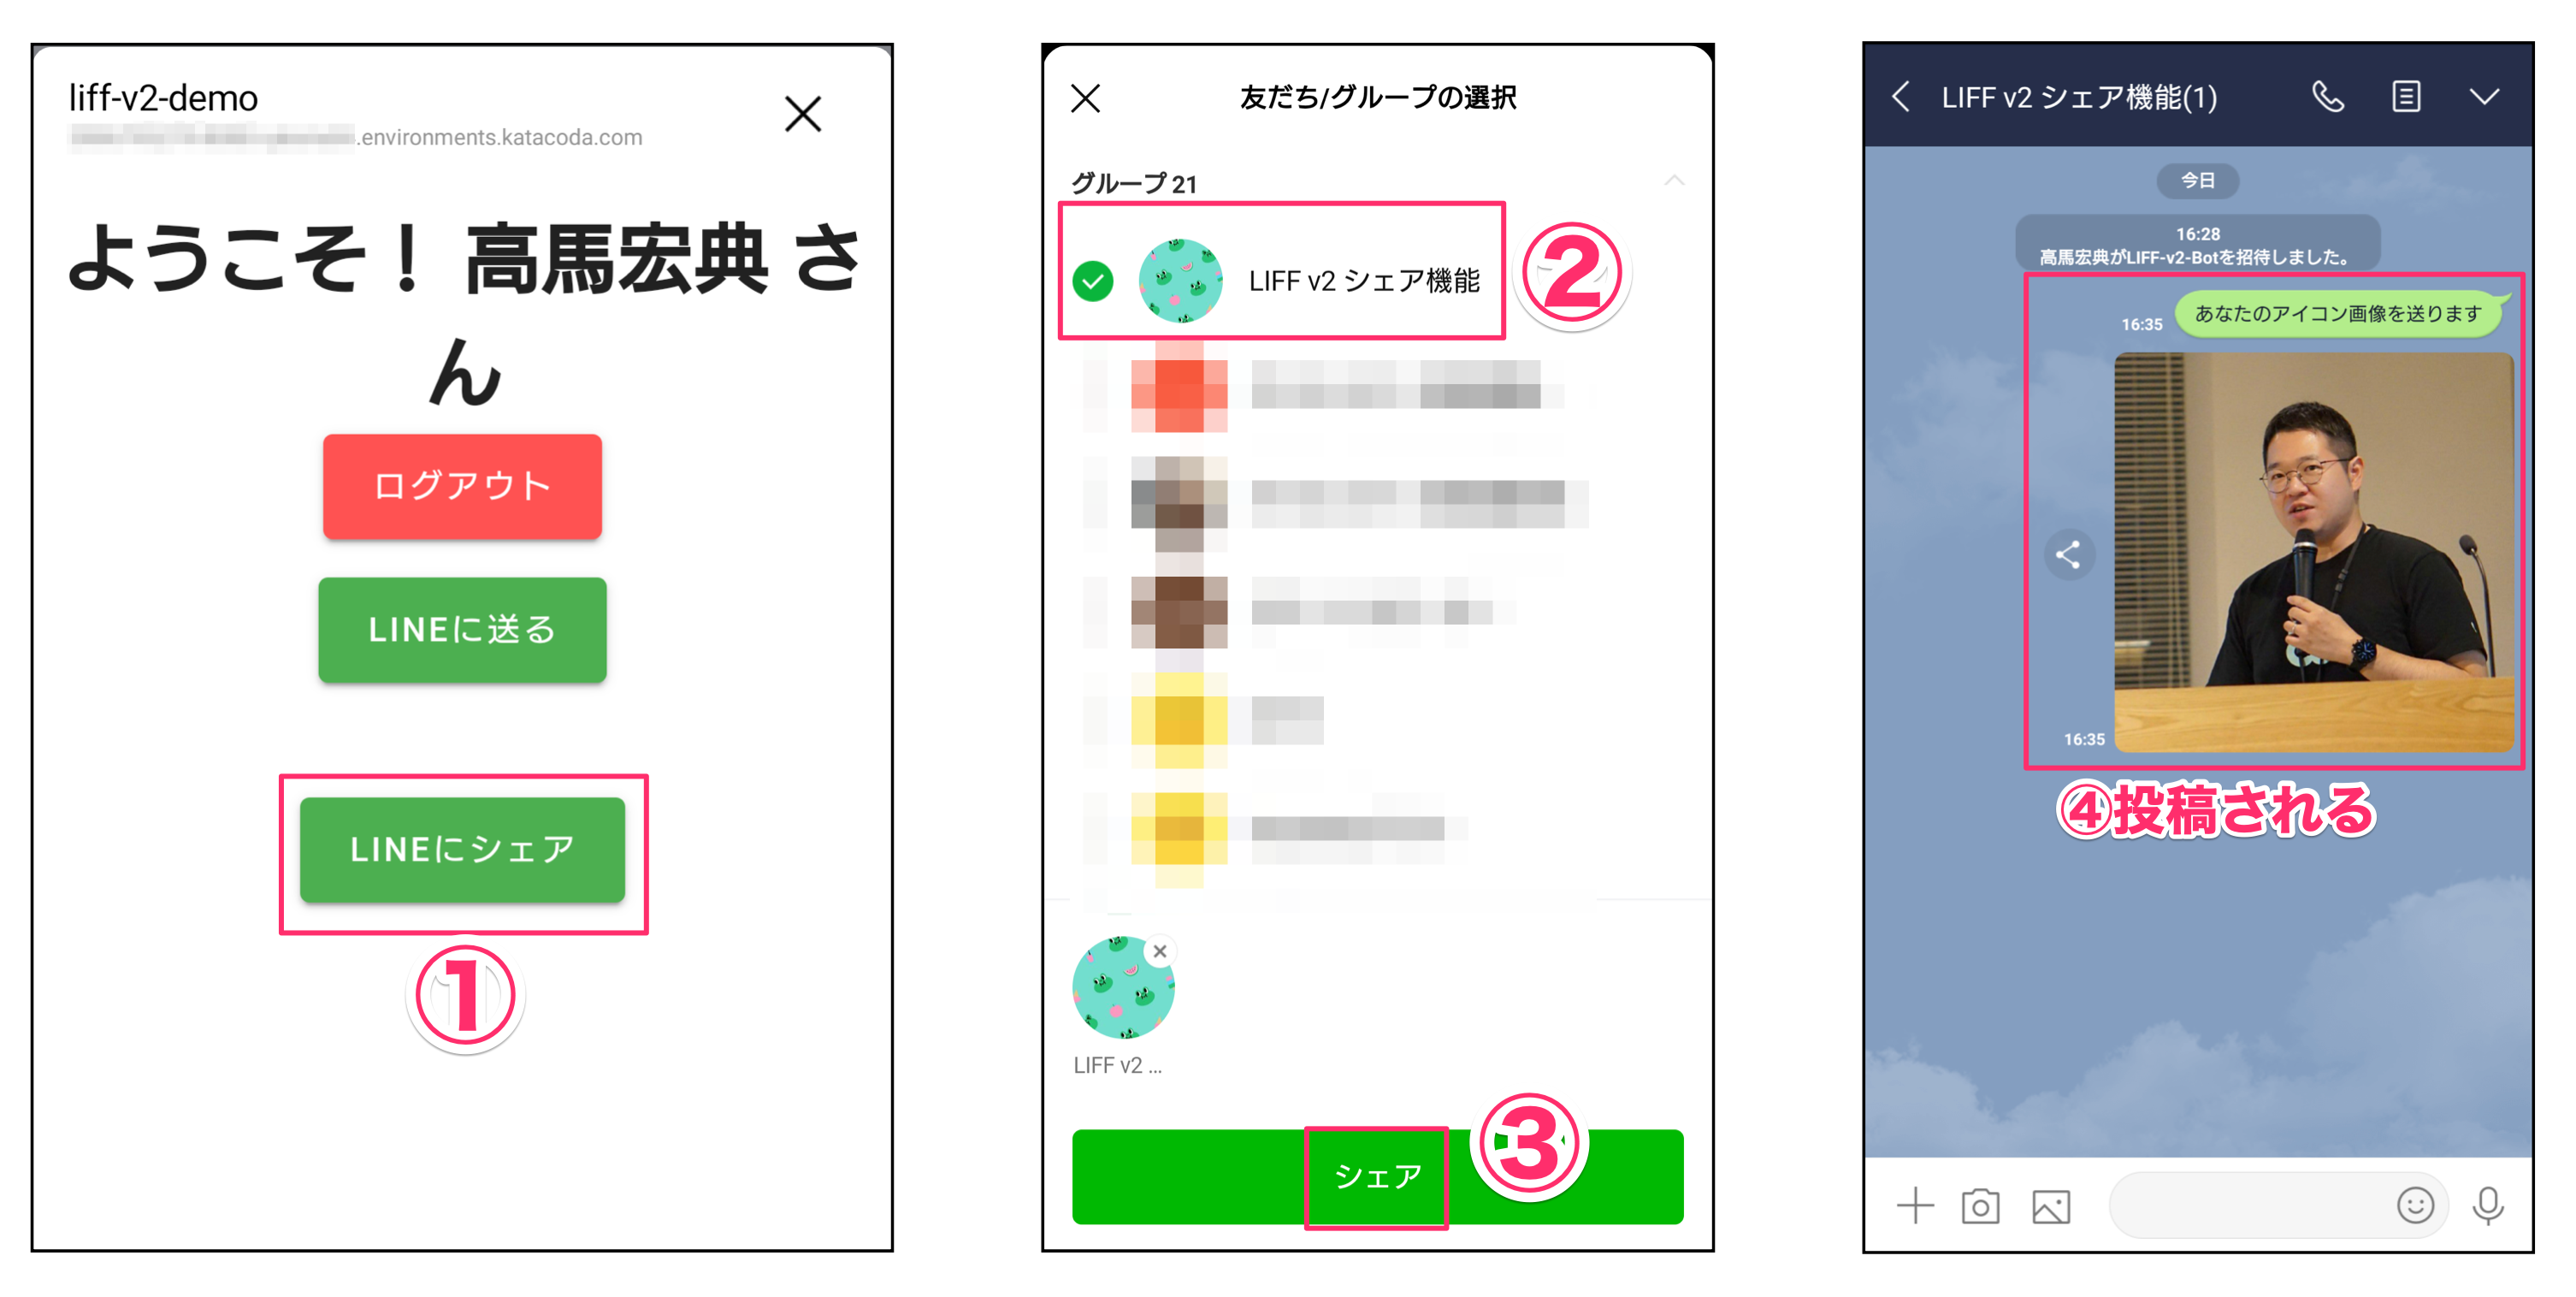 liff-v2-demo
.environments.katacoda.com
ようこそ！ 高馬宏典 さ
ん
ログアウト
LINEに送る
LINEにシェア
①
友だち/グループの選択
グループ 21
LIFF v2 シェア機能
②
LIFF v2 ...
シェア
③
LIFF v2 シェア機能(1)
今日
16:28
高馬宏典がLIFF-v2-Botを招待しました。
あなたのアイコン画像を送ります
16:35
16:35
④投稿される